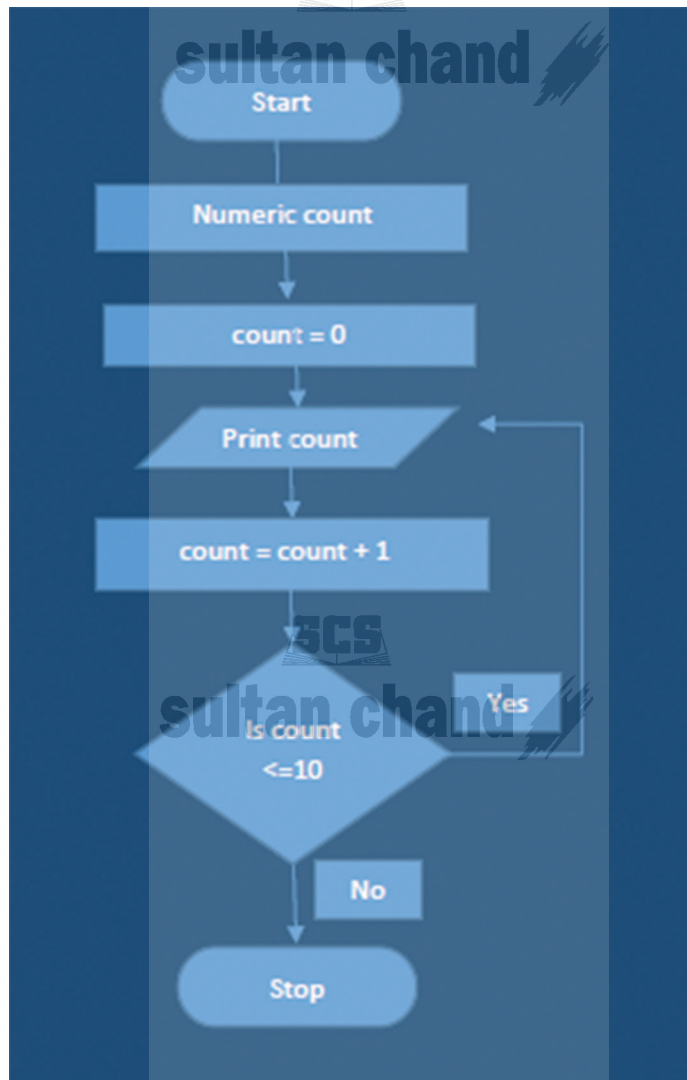 sultan chand
Start
Numeric count
count = 0
Print count
count = count + 1
SCS
sultan chand
Yes
Is count
<=10
No
Stop